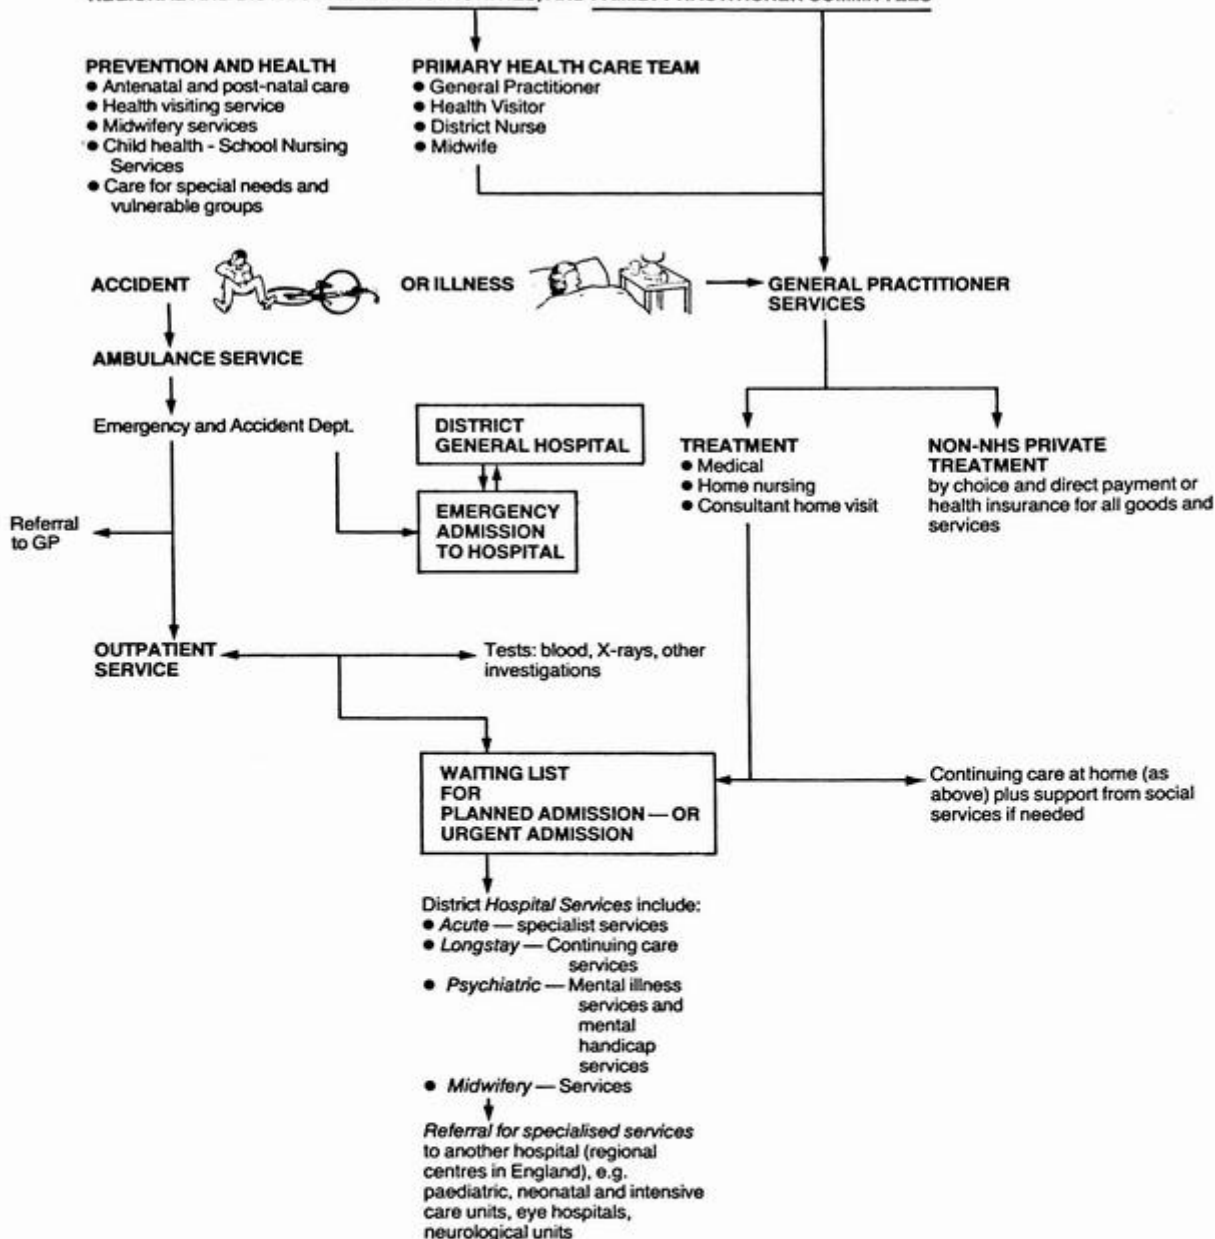 PREVENTION AND HEALTH
● Antenatal and post-natal care
● Health visiting service
● Midwifery services
● Child health - School Nursing
Services
● Care for special needs and
vulnerable groups
PRIMARY HEALTH CARE TEAM
● General Practitioner
● Health Visitor
● District Nurse
● Midwife
ACCIDENT
OR ILLNESS
GENERAL PRACTITIONER
SERVICES
AMBULANCE SERVICE
Emergency and Accident Dept.
DISTRICT
GENERAL HOSPITAL
EMERGENCY
ADMISSION
TO HOSPITAL
TREATMENT
● Medical
● Home nursing
● Consultant home visit
NON-NHS PRIVATE
TREATMENT
by choice and direct payment or
health insurance for all goods and
services
Referral
to GP
OUTPATIENT
SERVICE
Tests: blood, X-rays, other
investigations
WAITING LIST
FOR
PLANNED ADMISSION — OR
URGENT ADMISSION
Continuing care at home (as
above) plus support from social
services if needed
District Hospital Services include:
● Acute — specialist services
● Longstay — Continuing care
services
● Psychiatric — Mental illness
services and
mental
handicap
services
● Midwifery — Services
Referral for specialised services
to another hospital (regional
centres in England), e.g.
paediatric, neonatal and intensive
care units, eye hospitals,
neurological units